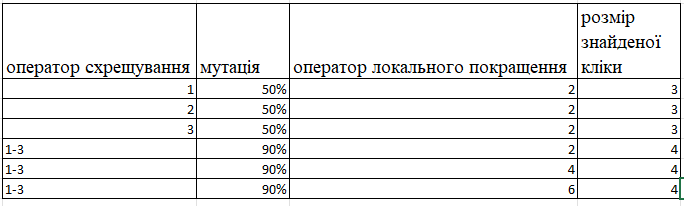 оператор схрещування мутація оператор локального покращення розмір
знайденої
кліки
1 50% 2 3
2 50% 2 3
3 50% 2 3
1-3 90% 2 4
1-3 90% 4 4
1-3 90% 6 4